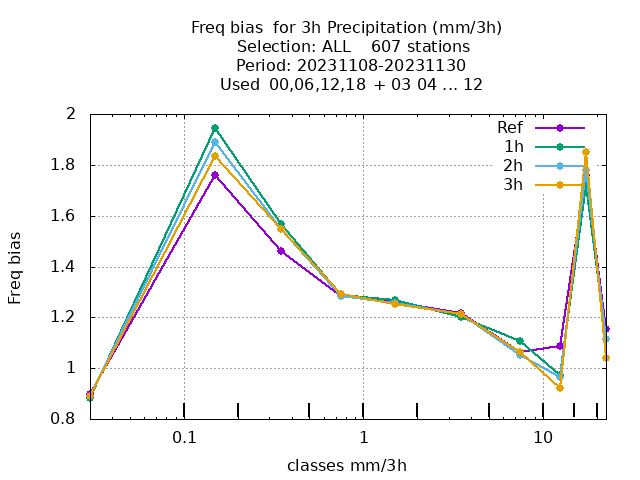 Freq bias  for 3h Precipitation (mm/3h)
Selection: ALL    607 stations
Period: 20231108-20231130
Used  00,06,12,18  + 03 04 ... 12
Ref
1h
2h
3h
2
1.8
1.6
1.4
1.2
1
0.8
Freq bias
0.1
1
10
classes mm/3h